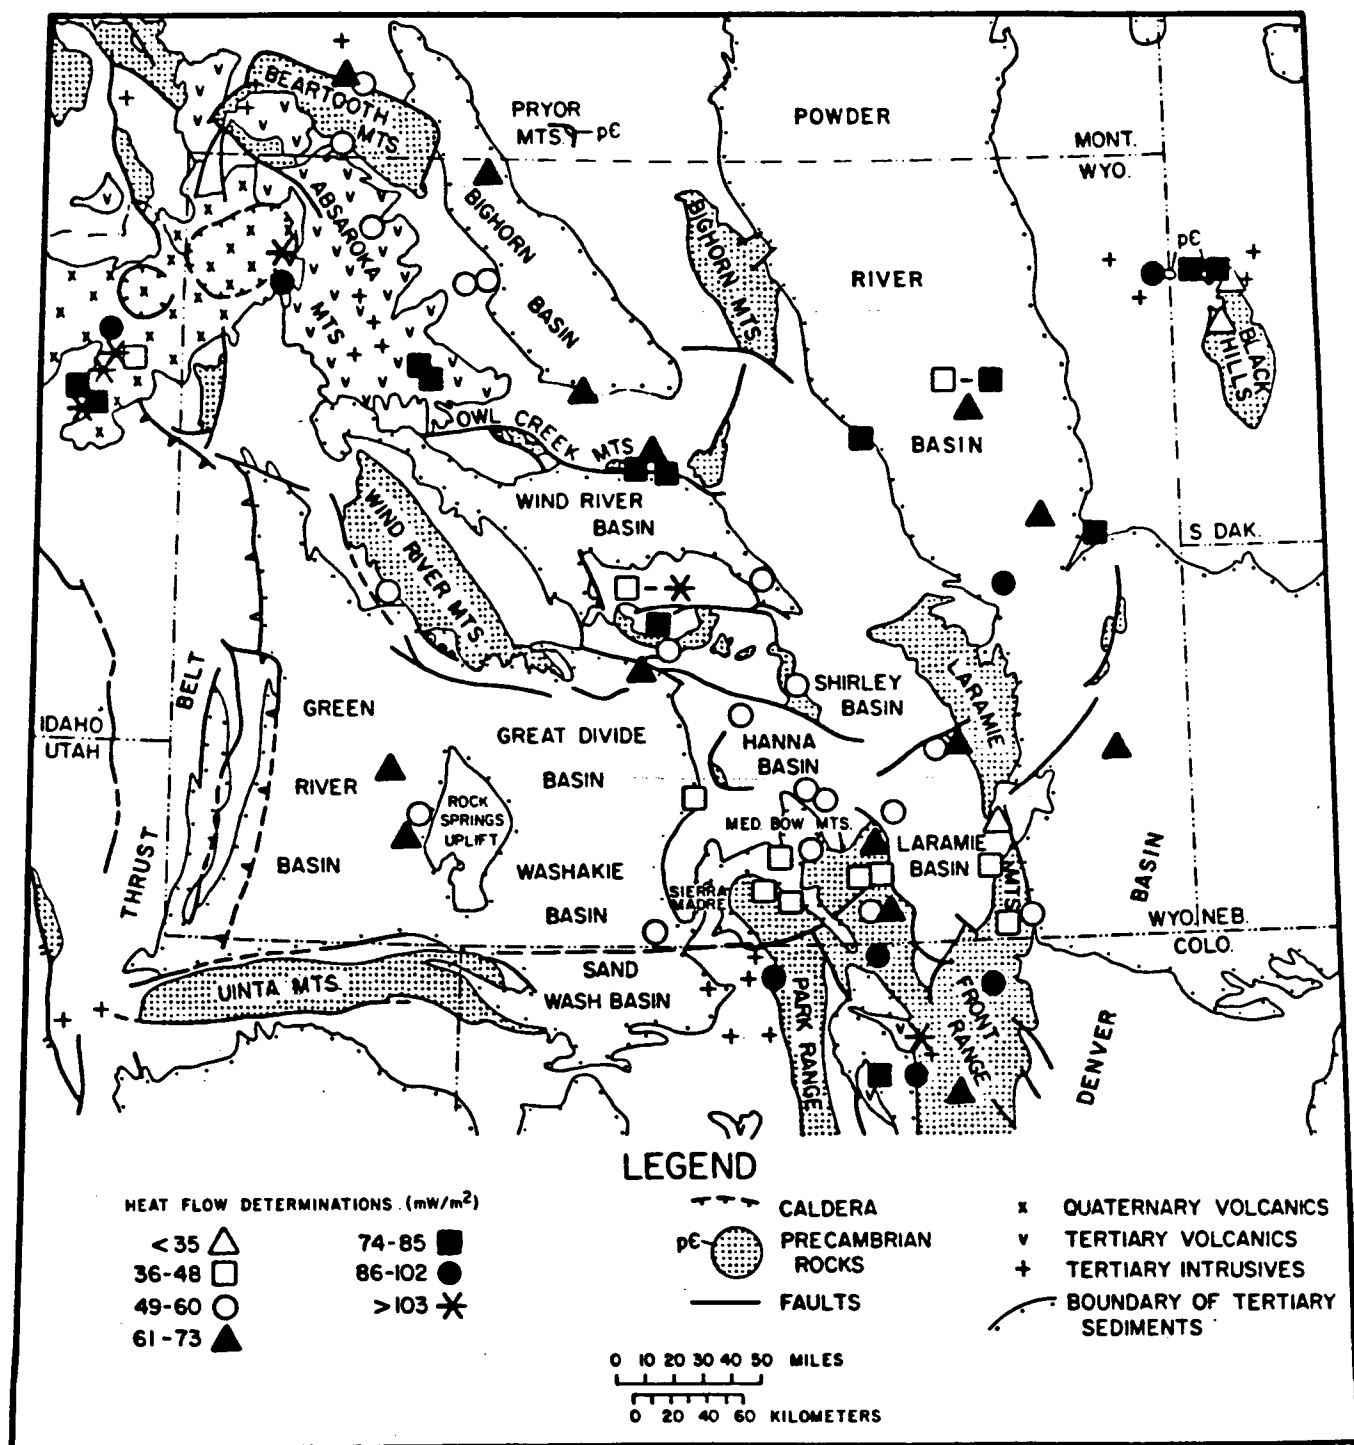 BEARTOOTH
MTS.
PRYOR
MTS.
pЄ
POWDER
MONT.
WYO.
ABSAROKA
MTS
BIGHORN
BASIN
BIGHORN MTS.
RIVER
pЄ
BLACK
HILLS
OWL CREEK MTS
BASIN
WIND RIVER
BASIN
S DAK.
WIND RIVER MTS.
BELT
IDAHO
UTAH
GREEN
GREAT DIVIDE
BASIN
SHIRLEY
BASIN
LARAMIE
HANNA
BASIN
RIVER
ROCK
SPRINGS
UPLIFT
MED. BOW MTS.
LARAMIE
BASIN
THRUST
BASIN
WASHAKIE
BASIN
SIERRA
MADRE
MTS
BASIN
WYO. NEB.
COLO.
UINTA MTS.
SAND
WASH BASIN
PARK RANGE
FRONT
RANGE
DENVER
LEGEND
HEAT FLOW DETERMINATIONS (mW/m²)
<35
36-48
49-60
61-73
74-85
86-102
>103
CALDERA
pЄ
PRECAMBRIAN
ROCKS
FAULTS
x QUATERNARY VOLCANICS
v TERTIARY VOLCANICS
+ TERTIARY INTRUSIVES
BOUNDARY OF TERTIARY
SEDIMENTS
0 10 20 30 40 50 MILES
0 20 40 60 KILOMETERS